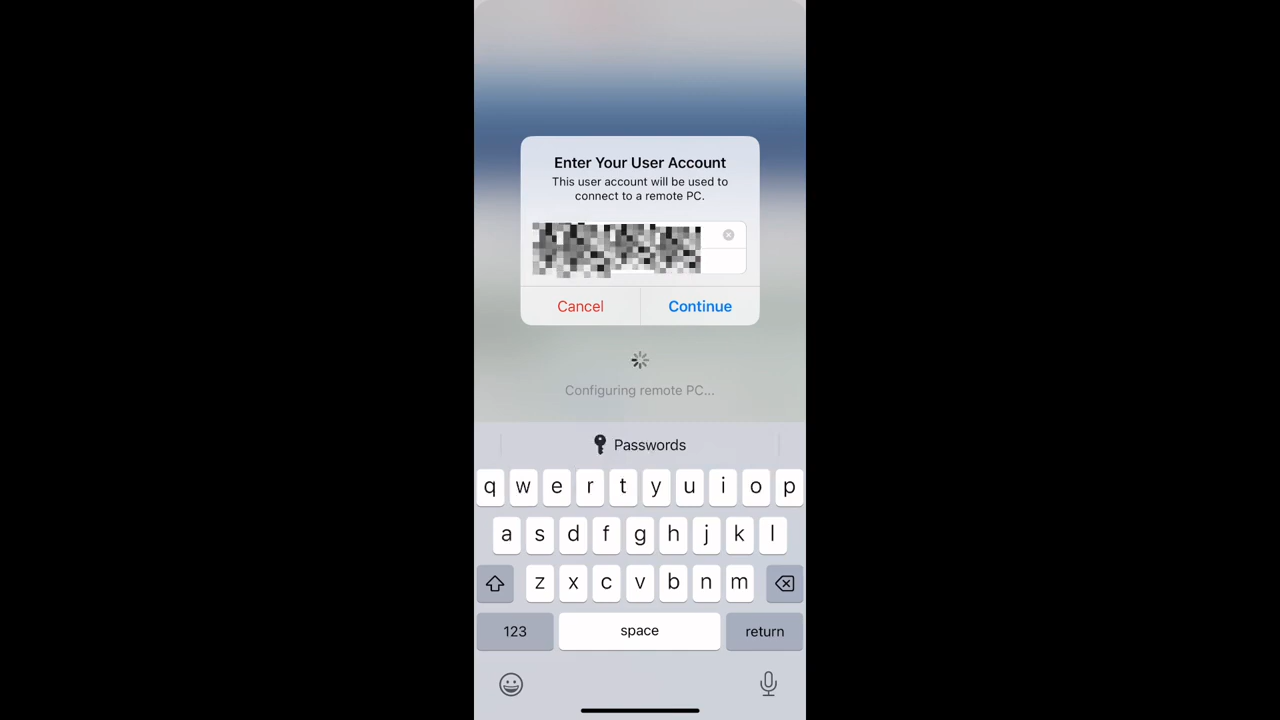 Enter Your User Account
This user account will be used to
connect to a remote PC.
Cancel
Continue
Configuring remote PC...
Passwords
q w e r t y u i o p
a s d f g h j k l
z x c v b n m
123 space return